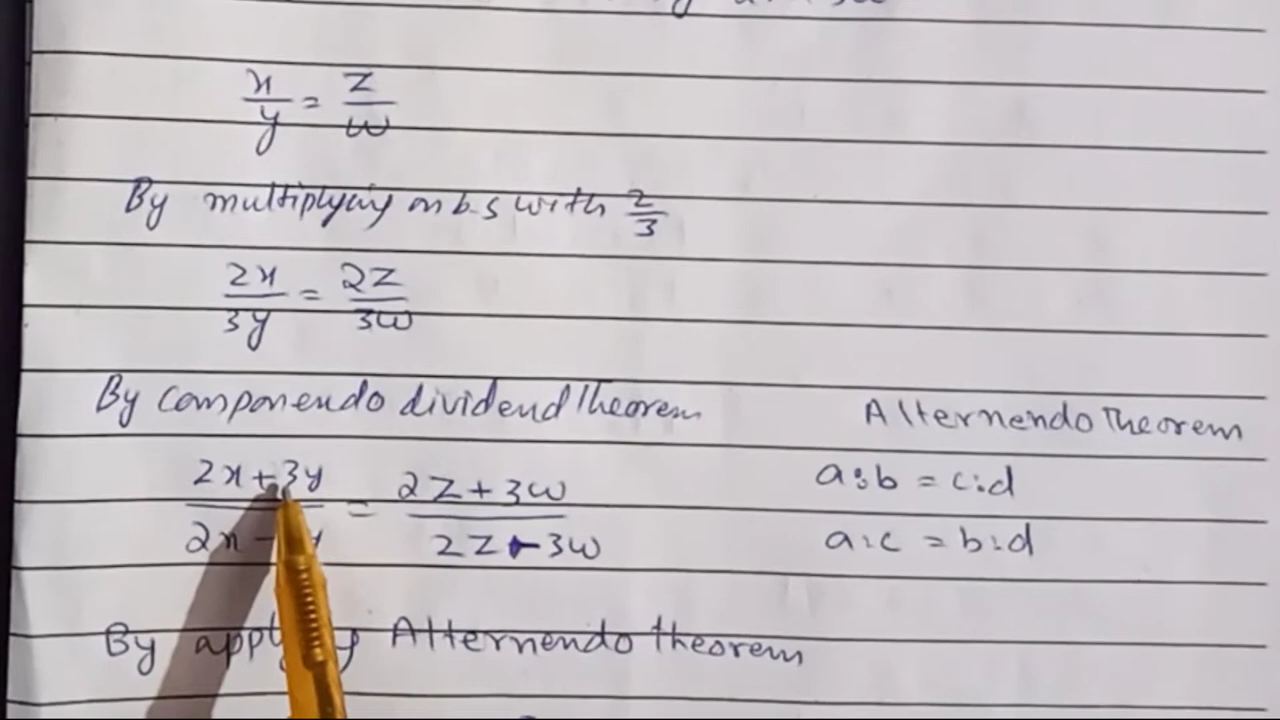 x/y = z/w
By multiplying on b.s with 2/3
2x/3y = 2z/3w
By componendo dividend Theorem
Alternendo Theorem
2x+3y / 2x- y = 2z+3w / 2z-3w
a:b = c:d
a:c = b:d
By Alternendo theorem